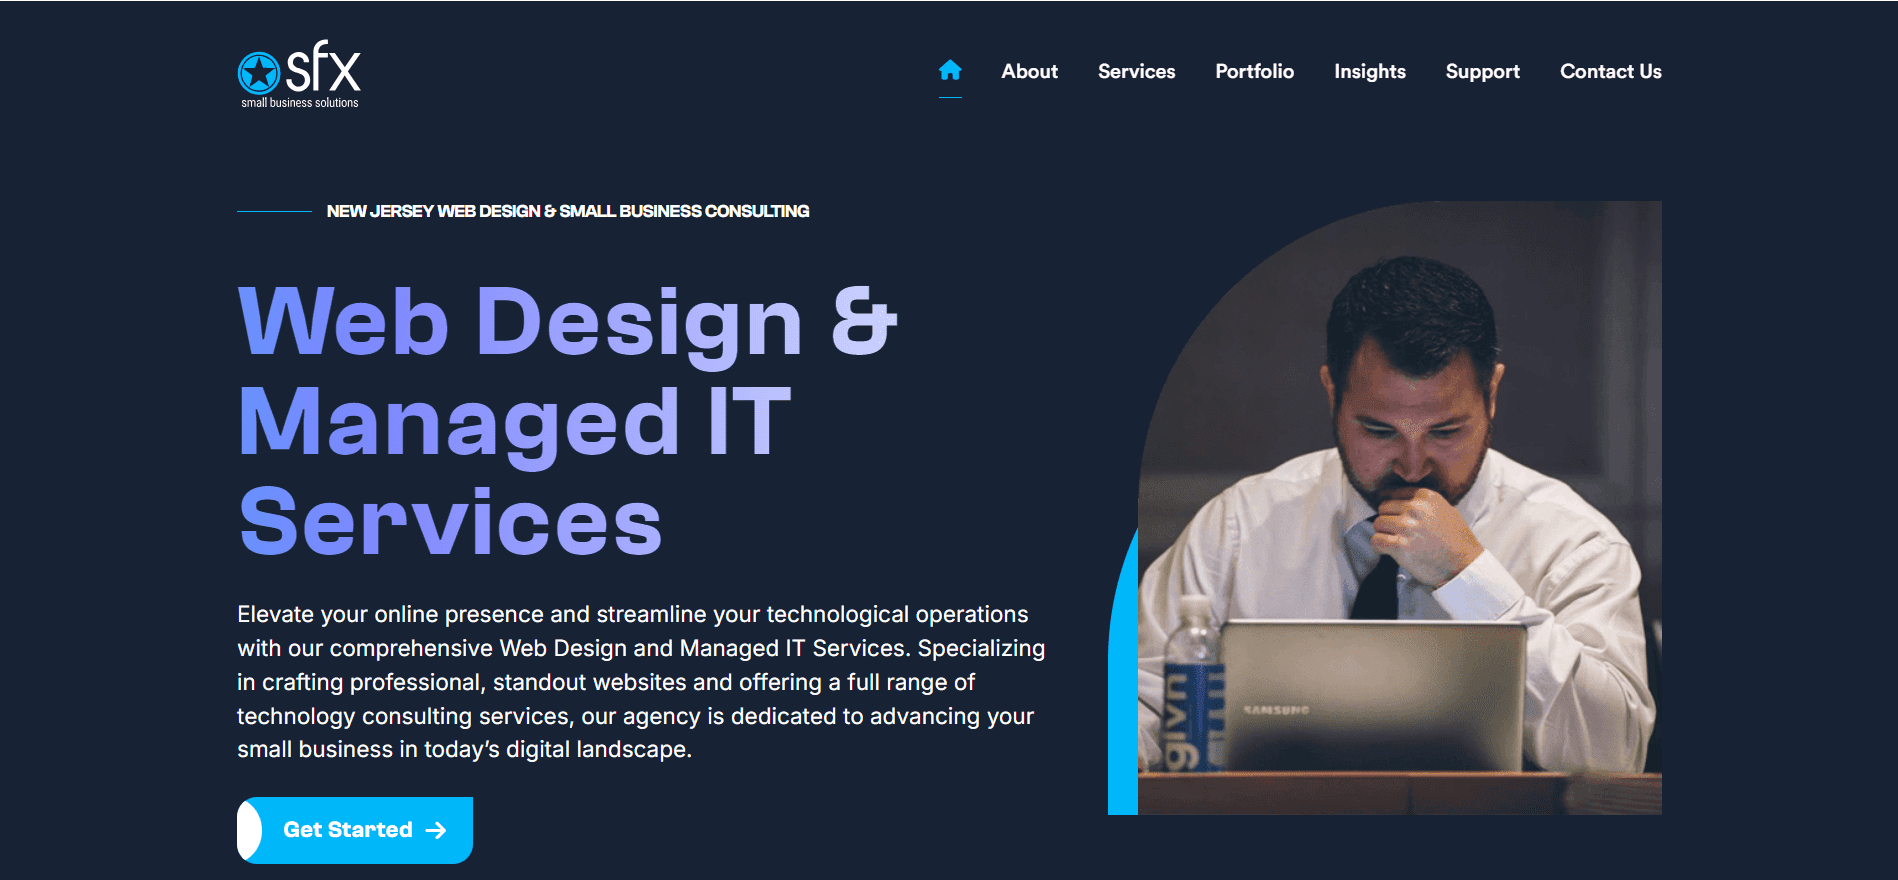 sfx
small business solutions
About Services Portfolio Insights Support Contact Us
NEW JERSEY WEB DESIGN & SMALL BUSINESS CONSULTING
Web Design &
Managed IT
Services
Elevate your online presence and streamline your technological operations
with our comprehensive Web Design and Managed IT Services. Specializing
in crafting professional, standout websites and offering a full range of
technology consulting services, our agency is dedicated to advancing your
small business in today’s digital landscape.
Get Started
SAMSUNG
givn